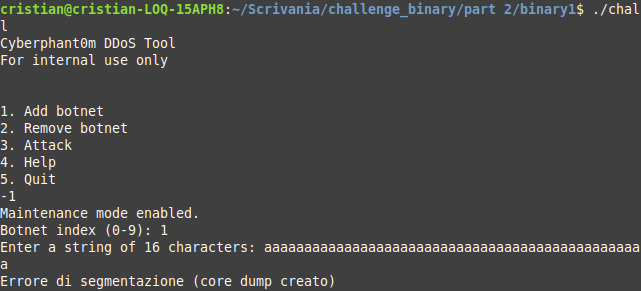 cristian@cristian-LOQ-15APH8:~/Scrivania/challenge_binary/part 2/binary1$ ./chal
l
Cyberphant0m DDoS Tool
For internal use only
1. Add botnet
2. Remove botnet
3. Attack
4. Help
5. Quit
-1
Maintenance mode enabled.
Botnet index (0-9): 1
Enter a string of 16 characters: aaaaaaaaaaaaaaaaaaaaaaaaaaaaaaaaaaaaaaaaaaaaaaa
a
Errore di segmentazione (core dump creato)